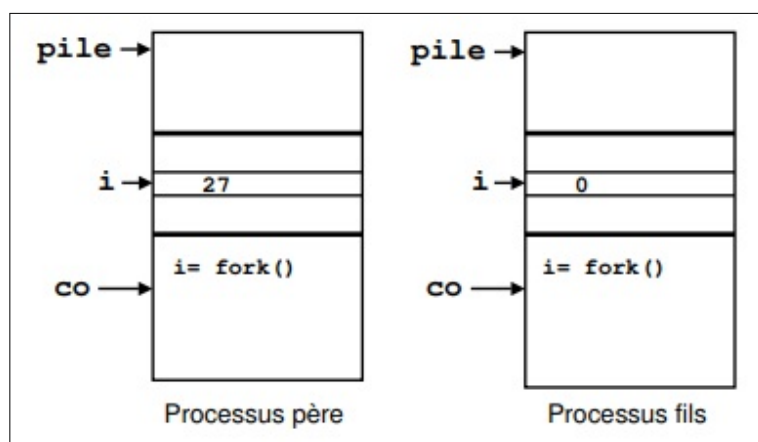 pile
pile
i
27
i
0
i= fork()
i= fork()
co
co
Processus père
Processus fils